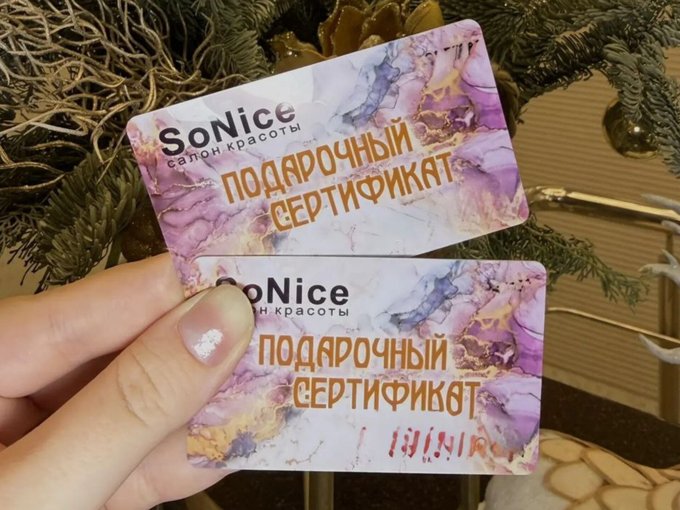 SoNice
салон красоты
ПОДАРОЧНЫЙ
СЕРТИФИКАТ
SoNice
салон красоты
ПОДАРОЧНЫЙ
СЕРТИФИКАТ